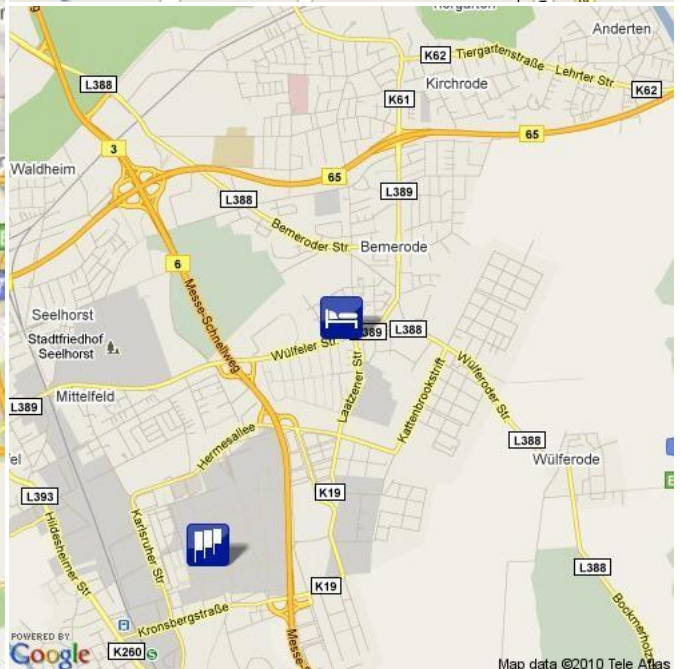 Tiergarten
Anderten
K62
Tiergartenstraße
Lehrter Str
L388
Kirchrode
K62
K61
3
65
Waldheim
65
L388
L389
Bemeroder Str
Bemerode
6
Messe-Schnellweg
Seelhorst
Stadtfriedhof
Seelhorst
L388
Wülfeler Str
389
Wülferoder Str
Mittelfeld
L389
Laatzener Str
Kattenbrookstrift
Hermesallee
L388
Wülferode
L393
K19
Hildesheimer Str
Karlsruher Str
L388
K19
Bockmerholz
Kronsbergstraße
POWERED BY
Google
K260
S
Messe-
Map data ©2010 Tele Atlas